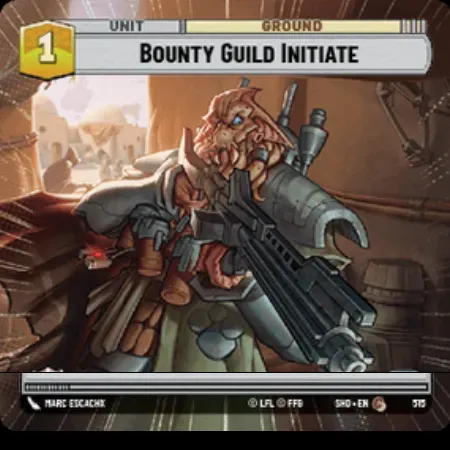 UNIT GROUND
1 BOUNTY GUILD INITIATE
MARC ESCACHX © LFL © FFG SHD • EN 515